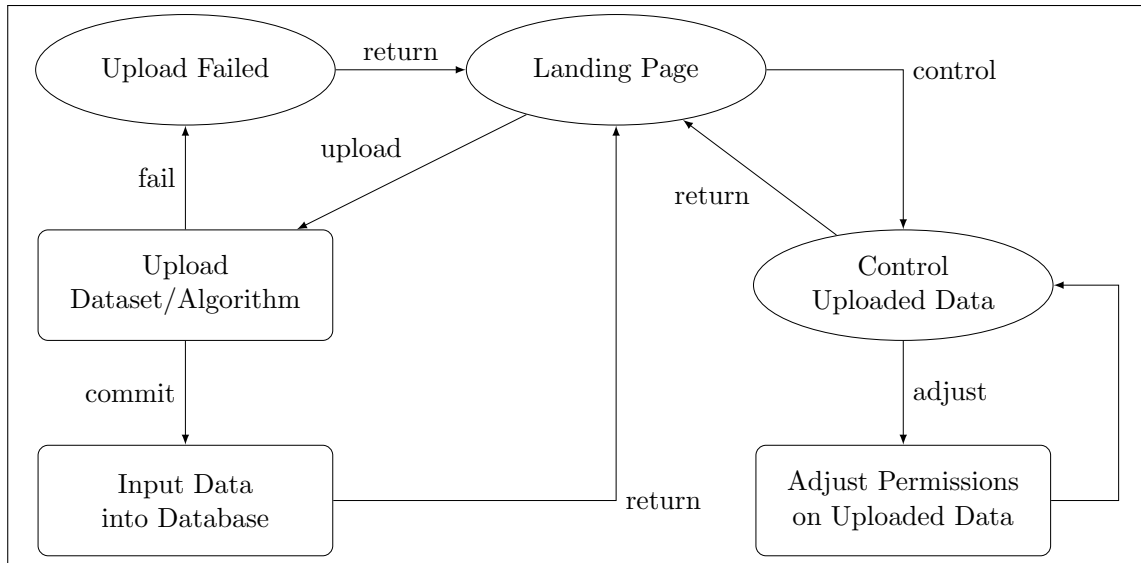 Upload Failed
return
Landing Page
control
upload
fail
return
Upload
Dataset/Algorithm
Control
Uploaded Data
commit
adjust
Input Data
into Database
return
Adjust Permissions
on Uploaded Data